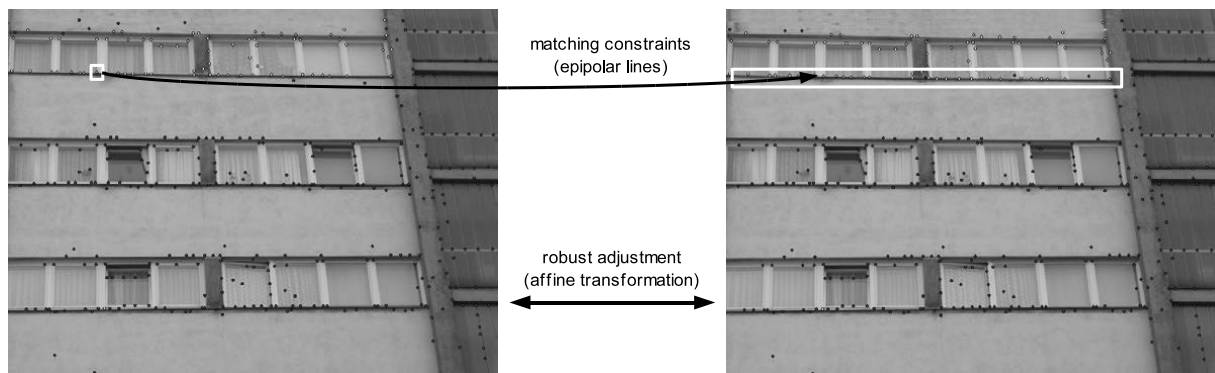 matching constraints
(epipolar lines)
robust adjustment
(affine transformation)